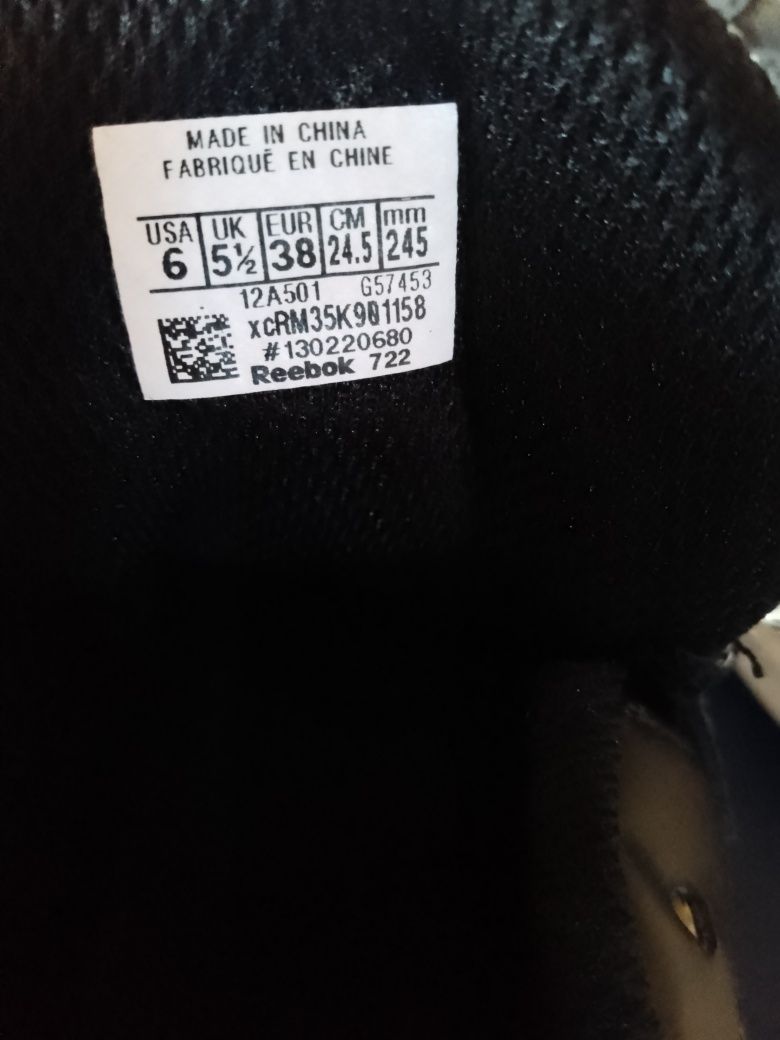 MADE IN CHINA
FABRIQUÉ EN CHINE
USA UK EUR CM mm
6 5½ 38 24.5 245
12A501 G57453
xcRM35K901158
#130220680
Reebok 722